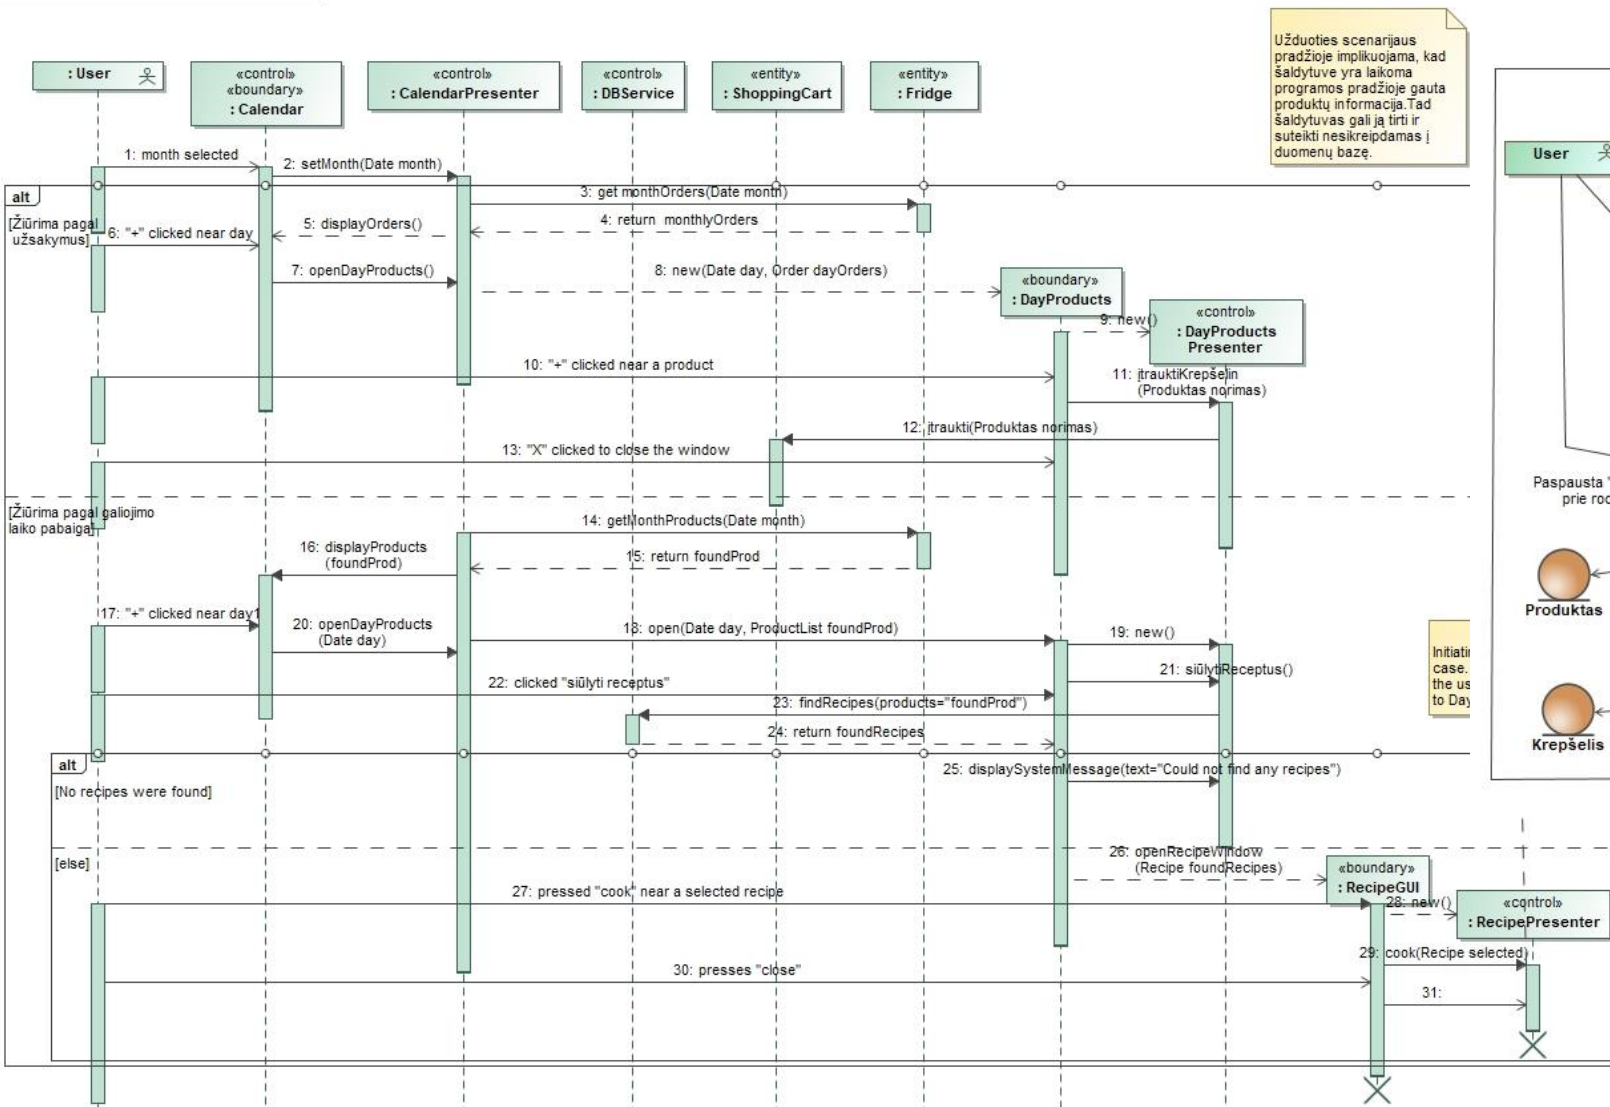 Užduoties scenarijaus
pradžioje implikuojama, kad
šaldytuve yra laikoma
programos pradžioje gauta
produktų informacija.Tad
šaldytuvas gali ją tirti ir
suteikti nesikreipdamas į
duomenų bazę.
: User
«control»
«boundary»
: Calendar
«control»
: CalendarPresenter
«control»
: DBService
«entity»
: ShoppingCart
«entity»
: Fridge
User
1: month selected
2: setMonth(Date month)
alt
3: get monthOrders(Date month)
[Žiūrima pagal
užsakymus]
4: return monthlyOrders
5: displayOrders()
6: "+" clicked near day
7: openDayProducts()
8: new(Date day, Order dayOrders)
«boundary»
: DayProducts
9: new()
«control»
: DayProducts
Presenter
10: "+" clicked near a product
11: įtrauktiKrepšelin
(Produktas norimas)
12: įtraukti(Produktas norimas)
13: "X" clicked to close the window
Paspausta "
prie rod
[Žiūrima pagal galiojimo
laiko pabaigą]
14: getMonthProducts(Date month)
15: return foundProd
16: displayProducts
(foundProd)
Produktas
17: "+" clicked near day1
20: openDayProducts
(Date day)
18: open(Date day, ProductList foundProd)
19: new()
Initiatin
case.
the us
to Day
21: siūlytiReceptus()
22: clicked "siūlyti receptus"
23: findRecipes(products="foundProd")
24: return foundRecipes
Krepšelis
alt
25: displaySystemMessage(text="Could not find any recipes")
[No recipes were found]
[else]
26: openRecipeWindow
(Recipe foundRecipes)
«boundary»
: RecipeGUI
27: pressed "cook" near a selected recipe
28: new()
«control»
: RecipePresenter
29: cook(Recipe selected)
30: presses "close"
31: